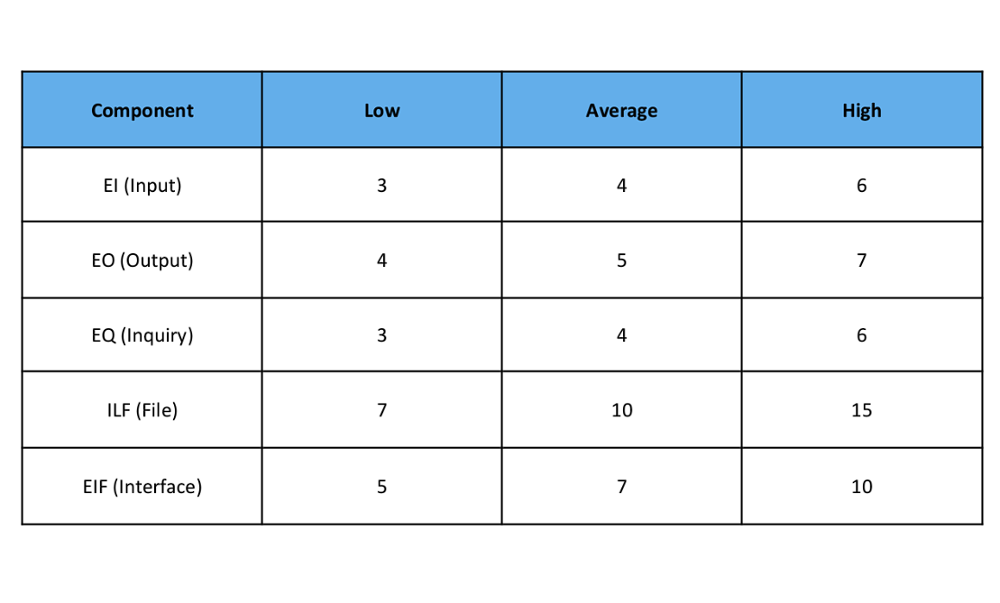 Component Low Average High
EI (Input) 3 4 6
EO (Output) 4 5 7
EQ (Inquiry) 3 4 6
ILF (File) 7 10 15
EIF (Interface) 5 7 10